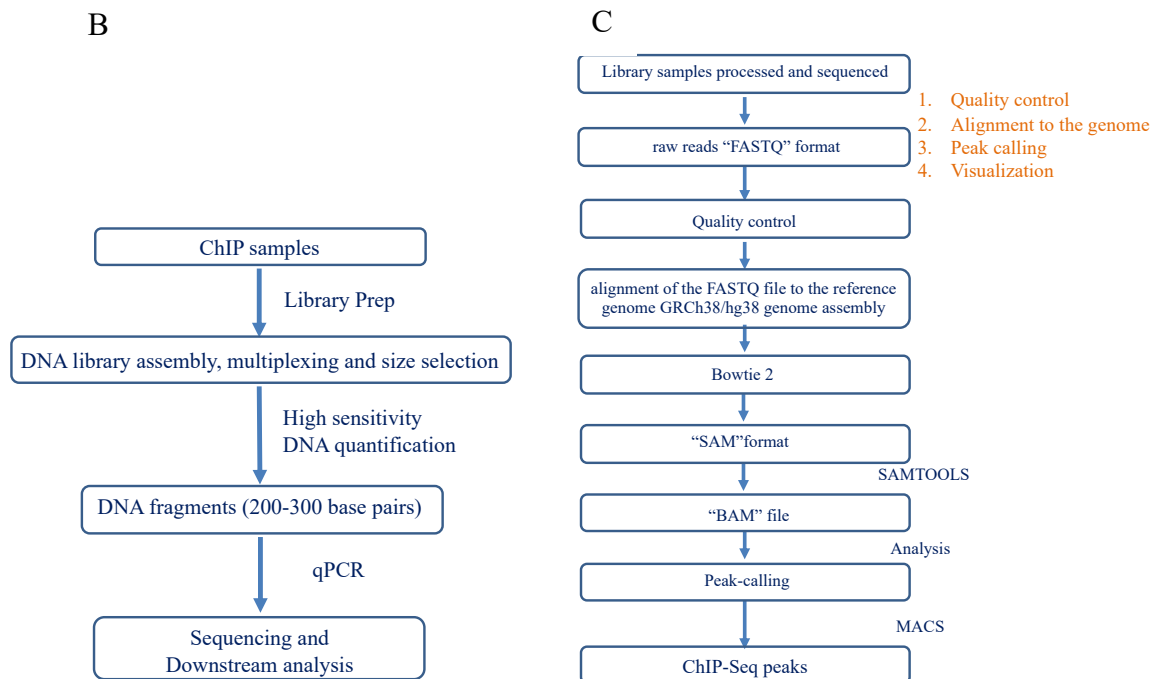 B
ChIP samples
Library Prep
DNA library assembly, multiplexing and size selection
High sensitivity
DNA quantification
DNA fragments (200-300 base pairs)
qPCR
Sequencing and
Downstream analysis
C
Library samples processed and sequenced
1. Quality control
2. Alignment to the genome
3. Peak calling
4. Visualization
raw reads “FASTQ” format
Quality control
alignment of the FASTQ file to the reference
genome GRCh38/hg38 genome assembly
Bowtie 2
“SAM”format
SAMTOOLS
“BAM” file
Analysis
Peak-calling
MACS
ChIP-Seq peaks